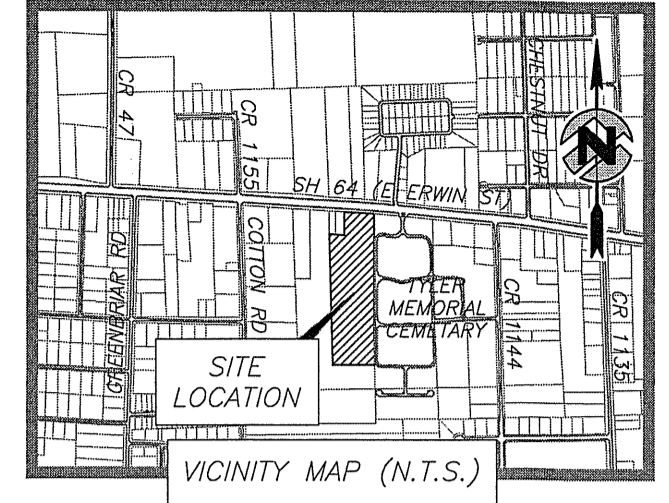 CR 47
CR 1155
CHESTNUT DR
N
SH 64 (E ERWIN ST)
GREENBRIAR RD
COTTON RD
TYLER
MEMORIAL
CEMETARY
CR 1144
CR 1135
SITE
LOCATION
VICINITY MAP (N.T.S.)